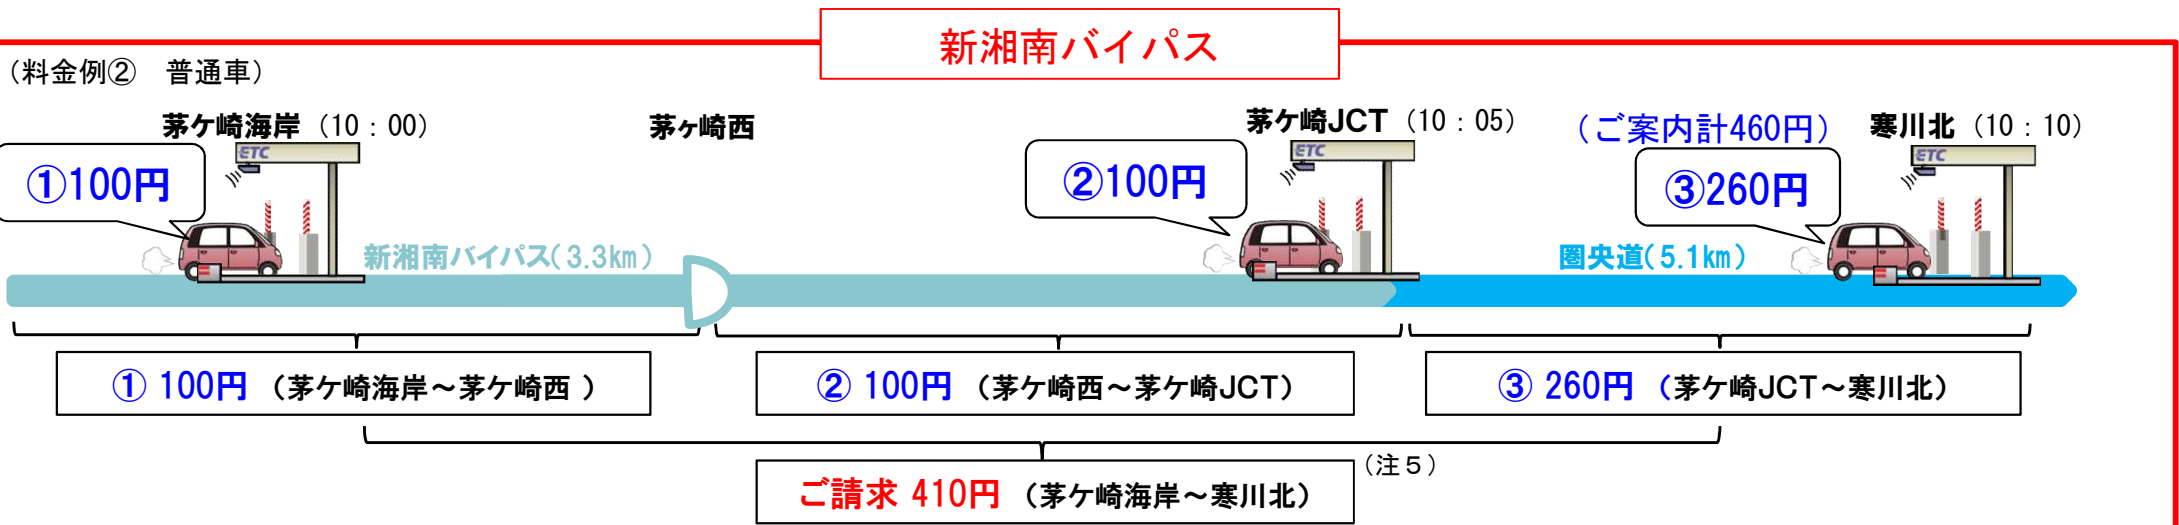 新湘南バイパス
（料金例②　普通車）
茅ケ崎海岸（10：00）
茅ヶ崎西
茅ケ崎JCT（10：05）
（ご案内計460円）
寒川北（10：10）
ETC
ETC
ETC
①100円
②100円
③260円
新湘南バイパス（3.3km）
圏央道（5.1km）
① 100円 （茅ケ崎海岸～茅ケ崎西 ）
② 100円 （茅ケ崎西～茅ケ崎JCT）
③ 260円 （茅ケ崎JCT～寒川北）
ご請求 410円 （茅ケ崎海岸～寒川北）
（注５）